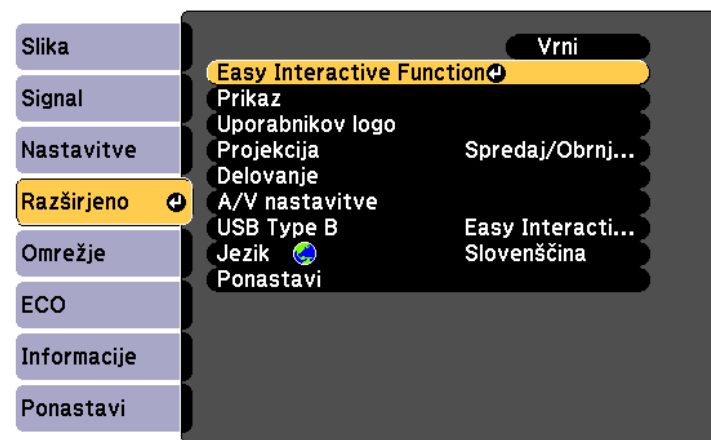 Slika
Signal
Nastavitve
Razširjeno
Omrežje
ECO
Informacije
Ponastavi
Vrni
Easy Interactive Function
Prikaz
Uporabnikov logo
Projekcija Spredaj/Obrnj...
Delovanje
A/V nastavitve
USB Type B Easy Interacti...
Jezik Slovenščina
Ponastavi